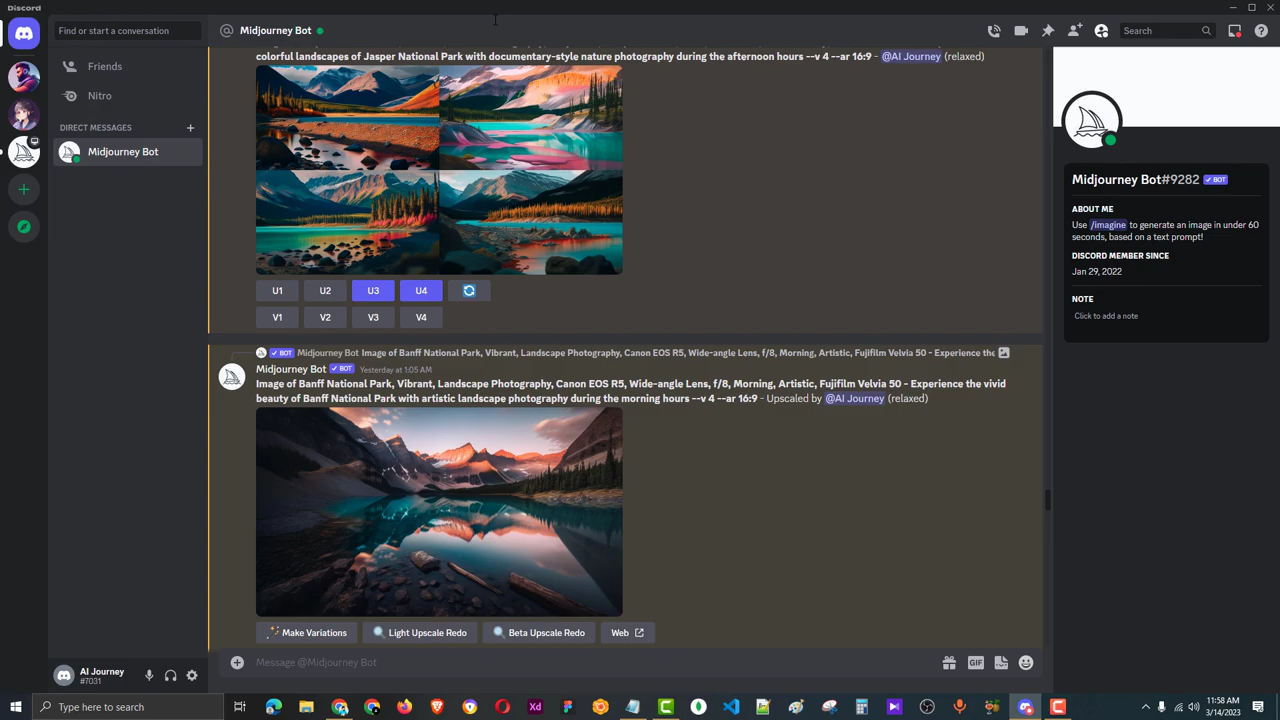 Discord
Find or start a conversation
Midjourney Bot
Search
Friends
Nitro
DIRECT MESSAGES
Midjourney Bot
colorful landscapes of Jasper National Park with documentary-style nature photography during the afternoon hours --v 4 --ar 16:9 - @AI Journey (relaxed)
U1 U2 U3 U4
V1 V2 V3 V4
BOT Midjourney Bot Image of Banff National Park, Vibrant, Landscape Photography, Canon EOS R5, Wide-angle Lens, f/8, Morning, Artistic, Fujifilm Velvia 50 - Experience the
Midjourney Bot BOT Yesterday at 1:05 AM
Image of Banff National Park, Vibrant, Landscape Photography, Canon EOS R5, Wide-angle Lens, f/8, Morning, Artistic, Fujifilm Velvia 50 - Experience the vivid
beauty of Banff National Park with artistic landscape photography during the morning hours --v 4 --ar 16:9 - Upscaled by @AI Journey (relaxed)
Make Variations Light Upscale Redo Beta Upscale Redo Web
Message @Midjourney Bot
GIF
Midjourney Bot#9282 BOT
ABOUT ME
Use /imagine to generate an image in under 60
seconds, based on a text prompt!
DISCORD MEMBER SINCE
Jan 29, 2022
NOTE
Click to add a note
AI Journey
#7031
Type here to search
Xd
11:58 AM
3/14/2023